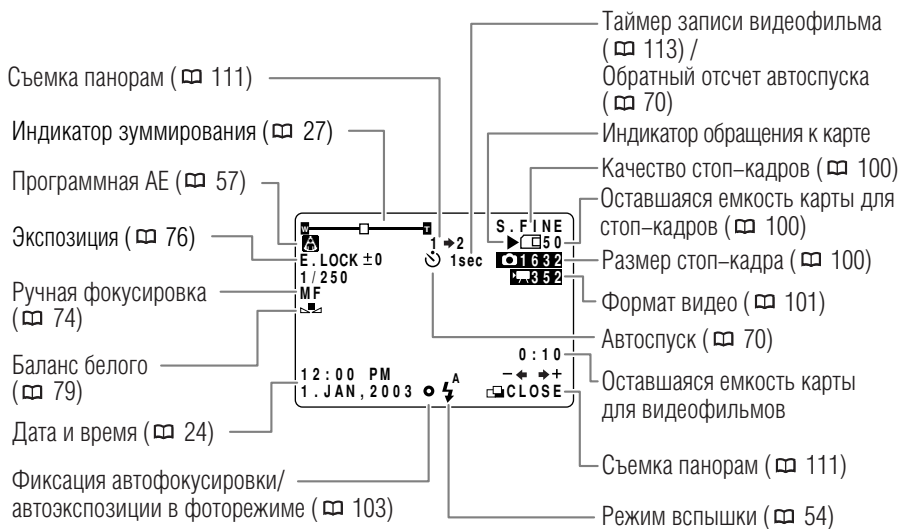 Съемка панорам ( 111)
Индикатор зуммирования ( 27)
Программная АЕ ( 57)
Экспозиция ( 76)
Ручная фокусировка
( 74)
Баланс белого
( 79)
Дата и время ( 24)
Фиксация автофокусировки/
автоэкспозиции в фоторежиме ( 103)
W T
1 ➡ 2
E.LOCK ±0
1sec
1/250
MF
12:00 PM
1.JAN,2003
A
S.FINE
50
1632
352
0:10
– +
CLOSE
Таймер записи видеофильма
( 113) /
Обратный отсчет автоспуска
( 70)
Индикатор обращения к карте
Качество стоп–кадров ( 100)
Оставшаяся емкость карты для
стоп–кадров ( 100)
Размер стоп–кадра ( 100)
Формат видео ( 101)
Автоспуск ( 70)
Оставшаяся емкость карты
для видеофильмов
Съемка панорам ( 111)
Режим вспышки ( 54)